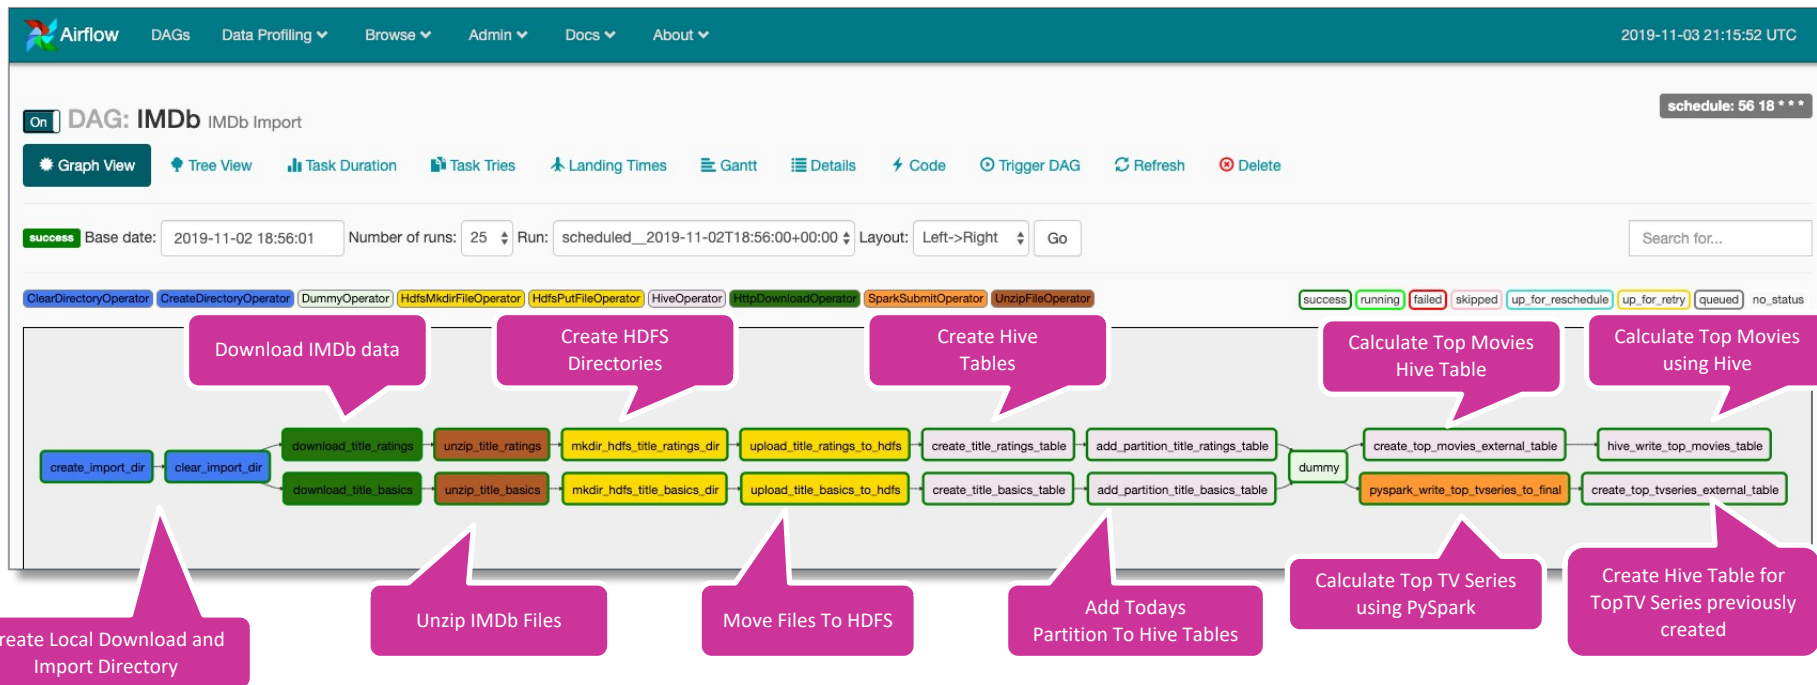 Airflow DAGs Data Profiling Browse Admin Docs About 2019-11-03 21:15:52 UTC
schedule: 56 18 * * *
On DAG: IMDb IMDb Import
Graph View Tree View Task Duration Task Tries Landing Times Gantt Details Code Trigger DAG Refresh Delete
success Base date: 2019-11-02 18:56:01 Number of runs: 25 Run: scheduled__2019-11-02T18:56:00+00:00 Layout: Left->Right Go Search for...
ClearDirectoryOperator CreateDirectoryOperator DummyOperator HdfsMkdirFileOperator HdfsPutFileOperator HiveOperator HttpDownloadOperator SparkSubmitOperator UnzipFileOperator success running failed skipped up_for_reschedule up_for_retry queued no_status
Download IMDb data
Create HDFS
Directories
Create Hive
Tables
Calculate Top Movies
Hive Table
Calculate Top Movies
using Hive
create_import_dir clear_import_dir
download_title_ratings unzip_title_ratings mkdir_hdfs_title_ratings_dir upload_title_ratings_to_hdfs create_title_ratings_table add_partition_title_ratings_table
download_title_basics unzip_title_basics mkdir_hdfs_title_basics_dir upload_title_basics_to_hdfs create_title_basics_table add_partition_title_basics_table
dummy
create_top_movies_external_table hive_write_top_movies_table
pyspark_write_top_tvseries_to_final create_top_tvseries_external_table
reate Local Download and
Import Directory
Unzip IMDb Files
Move Files To HDFS
Add Todays
Partition To Hive Tables
Calculate Top TV Series
using PySpark
Create Hive Table for
TopTV Series previously
created